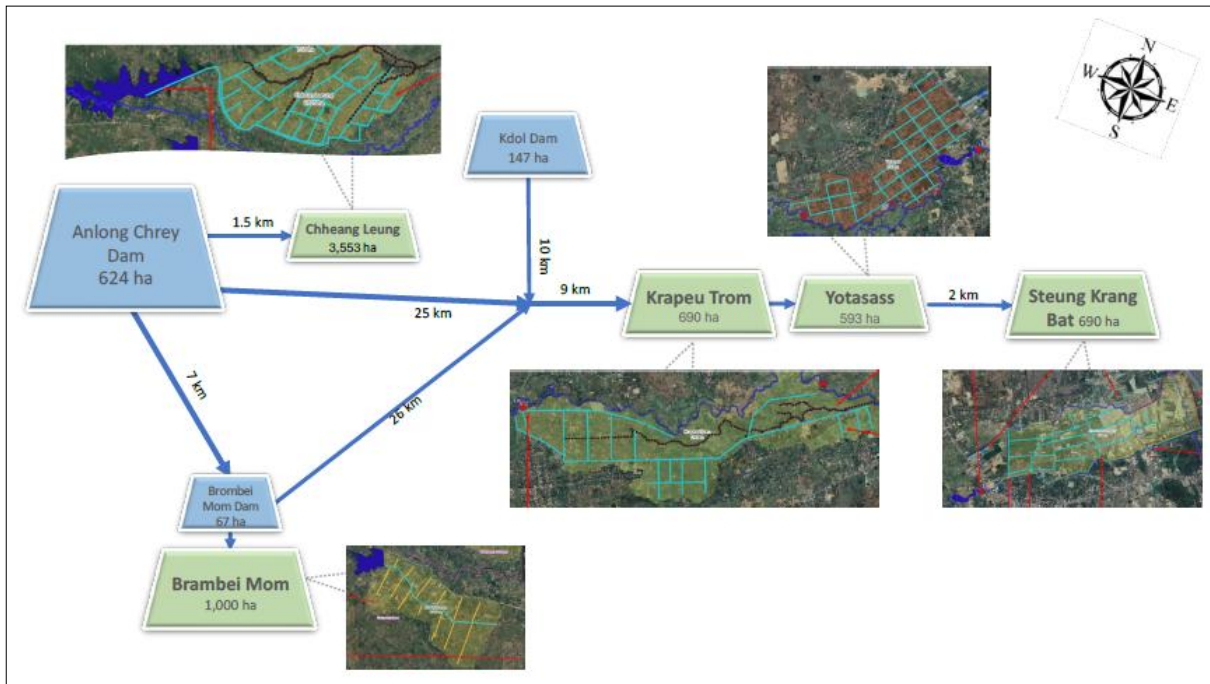 N
W
E
S
Kdol Dam
147 ha
Anlong Chrey
Dam
624 ha
1.5 km
Chheang Leung
3,553 ha
10 km
25 km
9 km
Krapeu Trom
690 ha
Yotasass
593 ha
2 km
Steung Krang
Bat 690 ha
7 km
26 km
Brombei
Mom Dam
67 ha
Brambei Mom
1,000 ha